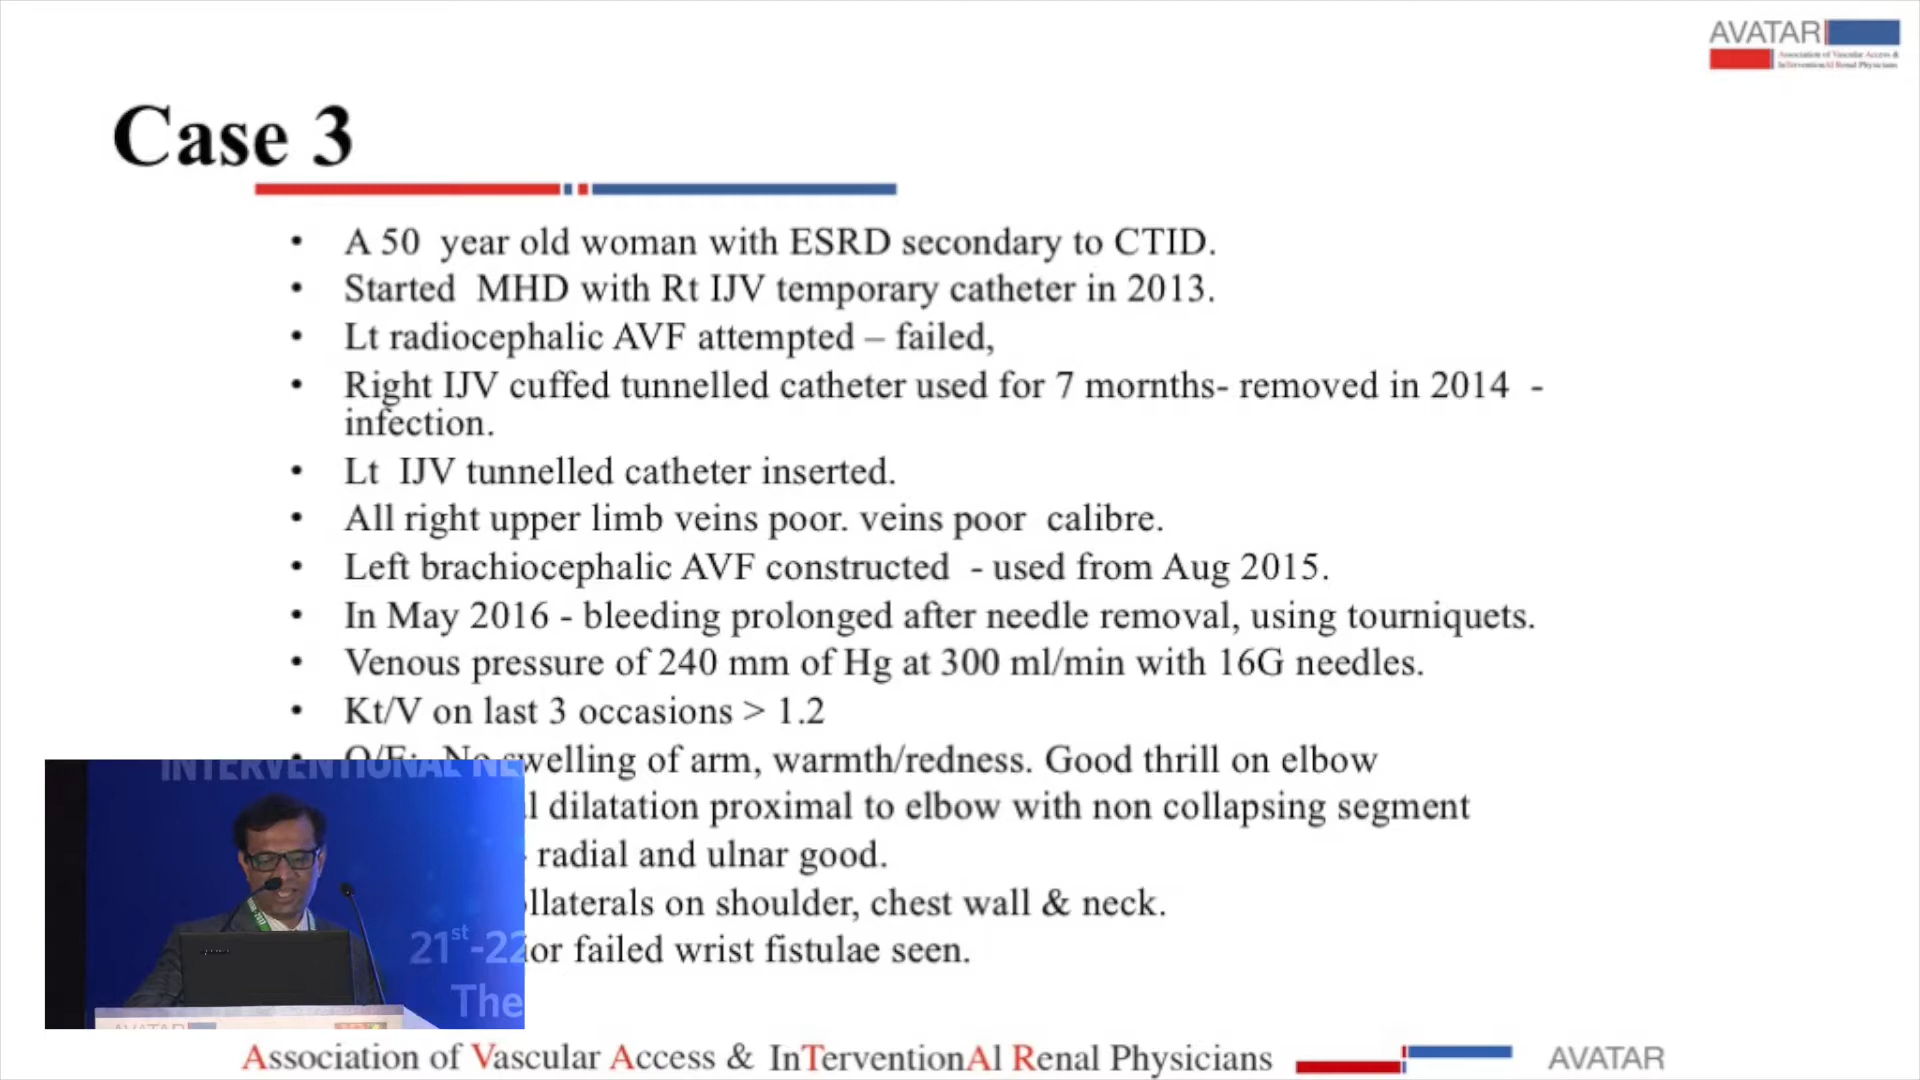 AVATAR
Association of Vascular Access &
InTerventionAl Renal Physicians
Case 3
• A 50 year old woman with ESRD secondary to CTID.
• Started MHD with Rt IJV temporary catheter in 2013.
• Lt radiocephalic AVF attempted – failed,
• Right IJV cuffed tunnelled catheter used for 7 mornths- removed in 2014 -
infection.
• Lt IJV tunnelled catheter inserted.
• All right upper limb veins poor. veins poor calibre.
• Left brachiocephalic AVF constructed - used from Aug 2015.
• In May 2016 - bleeding prolonged after needle removal, using tourniquets.
• Venous pressure of 240 mm of Hg at 300 ml/min with 16G needles.
• Kt/V on last 3 occasions > 1.2
• O/E: No swelling of arm, warmth/redness. Good thrill on elbow
dilatation proximal to elbow with non collapsing segment
radial and ulnar good.
on shoulder, chest wall & neck.
failed wrist fistulae seen.
INTERVENTIONAL
21st-22
The
AVATAR
Association of Vascular Access & InTerventionAl Renal Physicians
AVATAR